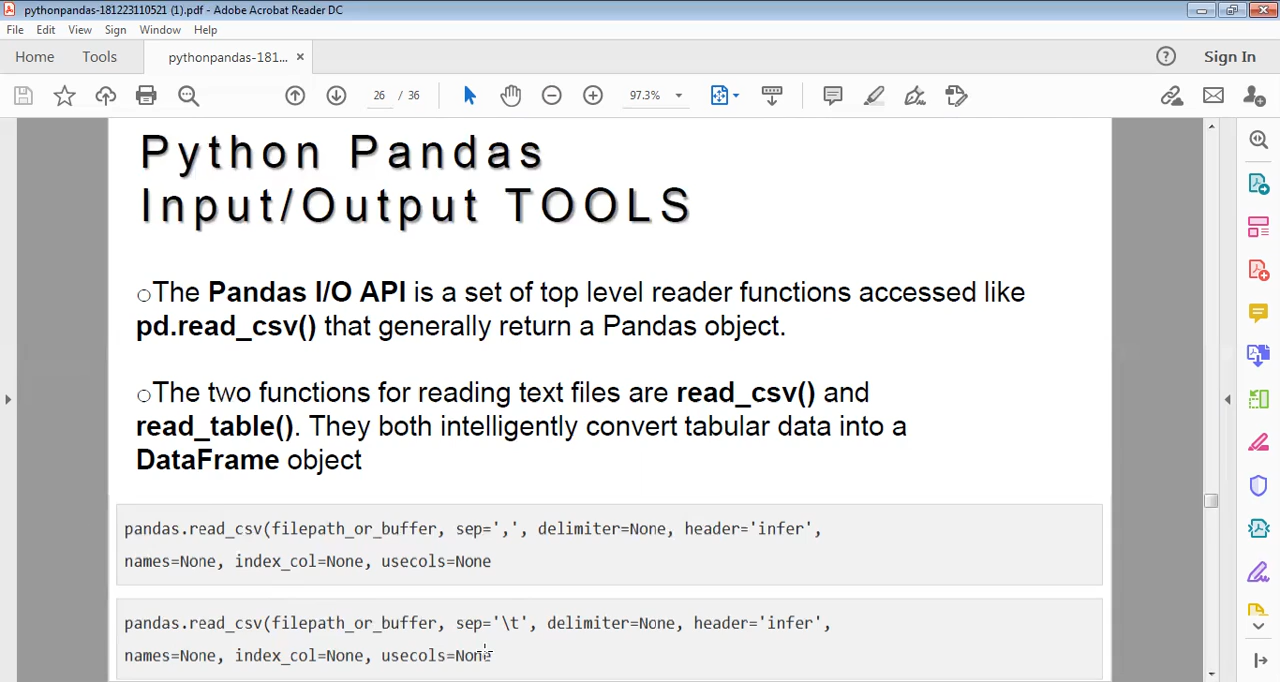 pythonpandas-181223110521 (1).pdf - Adobe Acrobat Reader DC
File Edit View Sign Window Help
Home Tools pythonpandas-181... × Sign In
26 / 36 97.3%
Python Pandas
Input/Output TOOLS
The Pandas I/O API is a set of top level reader functions accessed like
pd.read_csv() that generally return a Pandas object.
The two functions for reading text files are read_csv() and
read_table(). They both intelligently convert tabular data into a
DataFrame object
pandas.read_csv(filepath_or_buffer, sep=',', delimiter=None, header='infer',
names=None, index_col=None, usecols=None
pandas.read_csv(filepath_or_buffer, sep='\t', delimiter=None, header='infer',
names=None, index_col=None, usecols=None